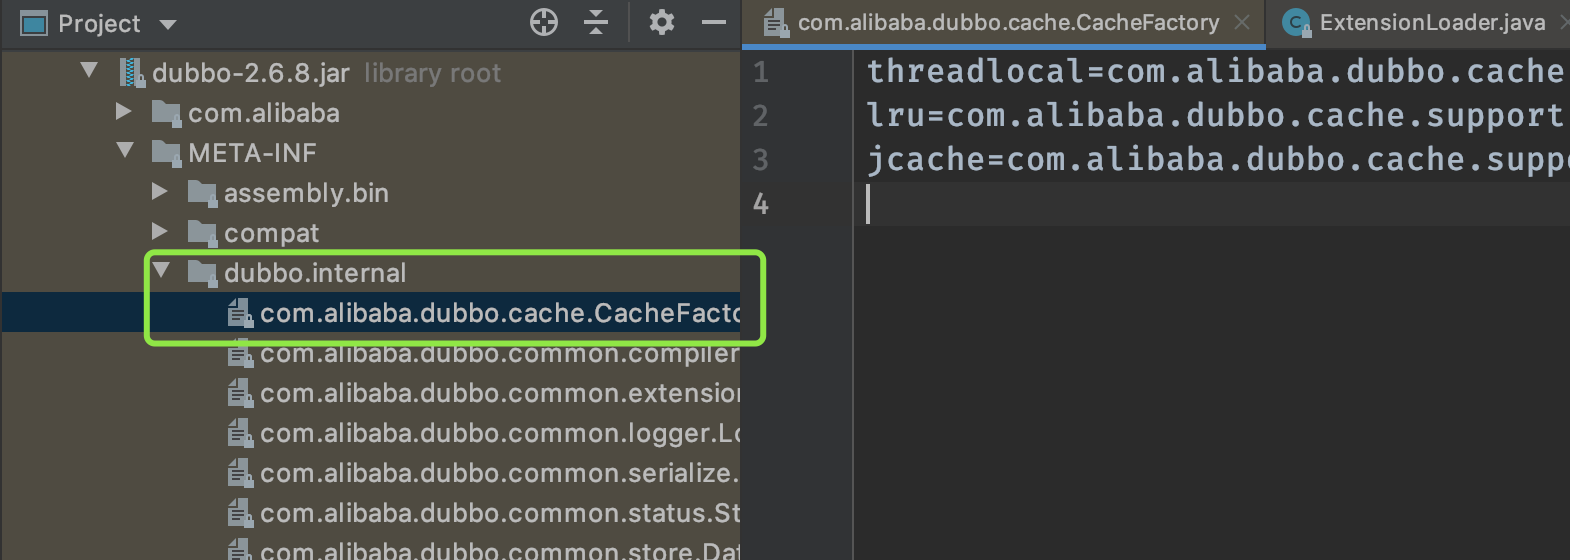 Project
com.alibaba.dubbo.cache.CacheFactory
ExtensionLoader.java
dubbo-2.6.8.jar library root
com.alibaba
META-INF
assembly.bin
compat
dubbo.internal
com.alibaba.dubbo.cache.CacheFacto
com.alibaba.dubbo.common.compiler
com.alibaba.dubbo.common.extension
com.alibaba.dubbo.common.logger.Lo
com.alibaba.dubbo.common.serialize.
com.alibaba.dubbo.common.status.St
com.alibaba.dubbo.common.store.Dat
1 threadlocal=com.alibaba.dubbo.cache
2 lru=com.alibaba.dubbo.cache.support
3 jcache=com.alibaba.dubbo.cache.suppo
4